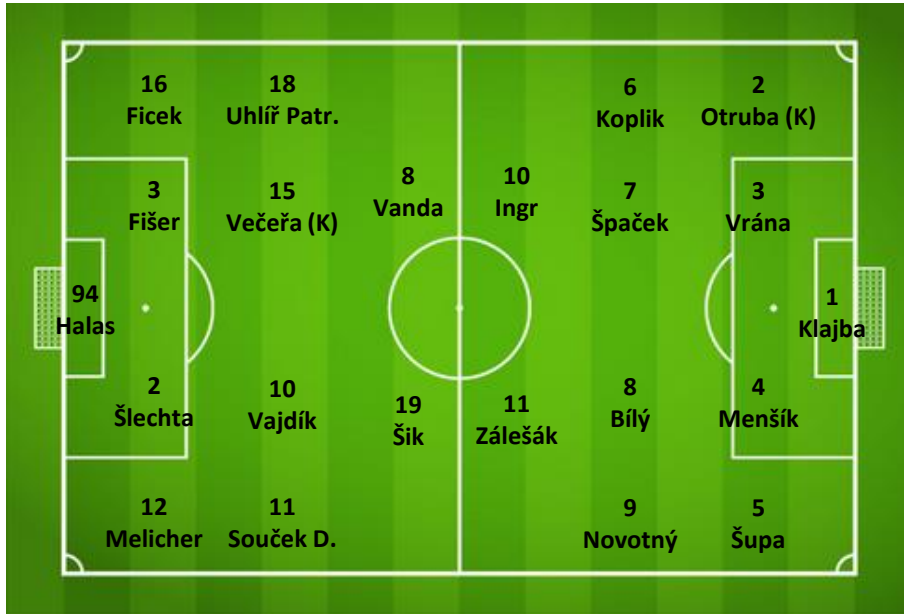 16
Ficek
18
Uhlíř Patr.
6
Koplik
2
Otruba (K)
3
Fišer
15
Večeřa (K)
8
Vanda
10
Ingr
7
Špaček
3
Vrána
94
Halas
1
Klajba
2
Šlechta
10
Vajdík
19
Šik
11
Zálešák
8
Bílý
4
Menšík
12
Melicher
11
Souček D.
9
Novotný
5
Šupa